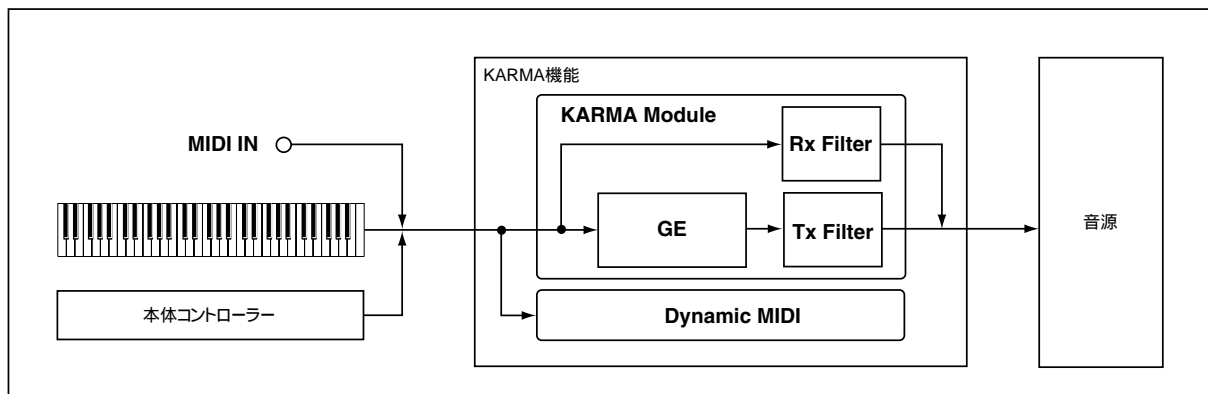 KARMA機能
KARMA Module
MIDI IN
Rx Filter
GE
Tx Filter
音源
本体コントローラー
Dynamic MIDI